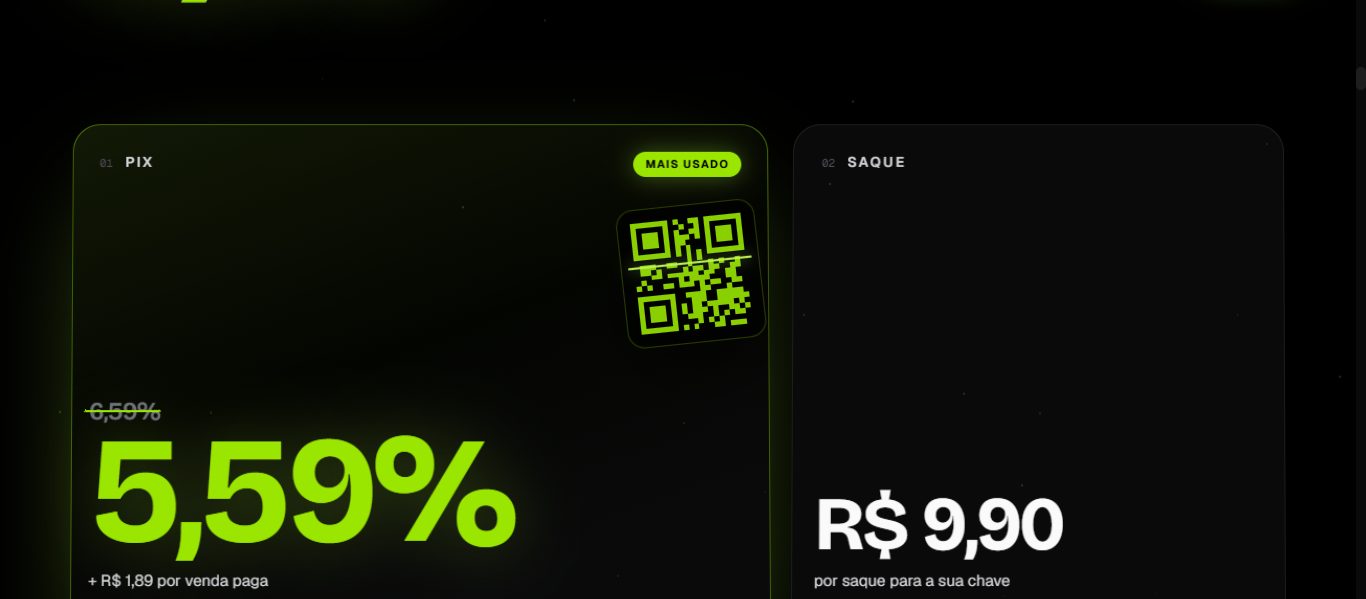 01 PIX
MAIS USADO
6,59%
5,59%
+ R$ 1,89 por venda paga
02 SAQUE
R$ 9,90
por saque para a sua chave